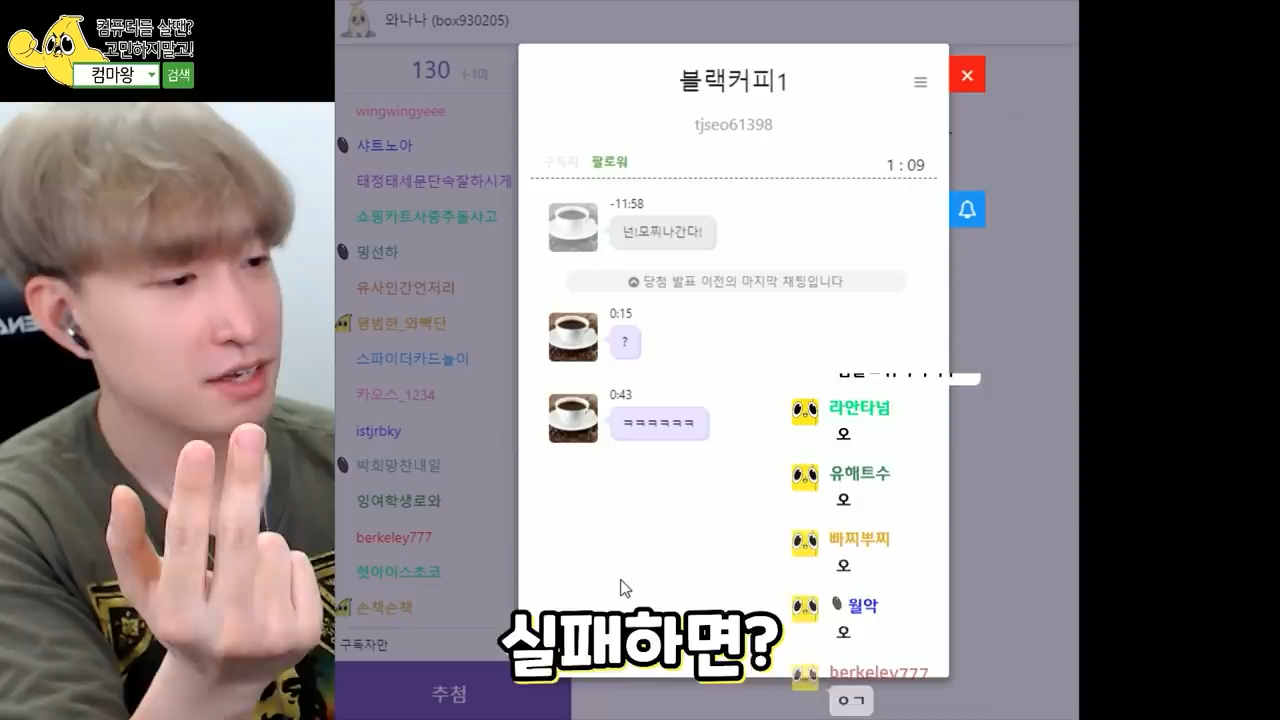 컴퓨터를 살땐?
고민하지말고!
컴마왕
검색
와나나 (box930205)
130 (-10)
wingwingyeee
샤트노아
태정태세문단속잘하시게
쇼핑카트사중추돌사고
밍선하
유사인간언저리
평범한_와빡단
스파이더카드놀이
카오스_1234
istjrbky
박희망찬내일
잉여학생로와
berkeley777
핫아이스초코
손책손책
구독자만
추첨
블랙커피1
tjseo61398
구독자 팔로워
1 : 09
-11:58
넌!모찌나간다!
당첨 발표 이전의 마지막 채팅입니다
0:15
?
0:43
ㅋㅋㅋㅋㅋㅋ
라안타넘
오
유해트수
오
빠찌뿌찌
오
월악
오
berkeley777
ㅇㄱ
실패하면?